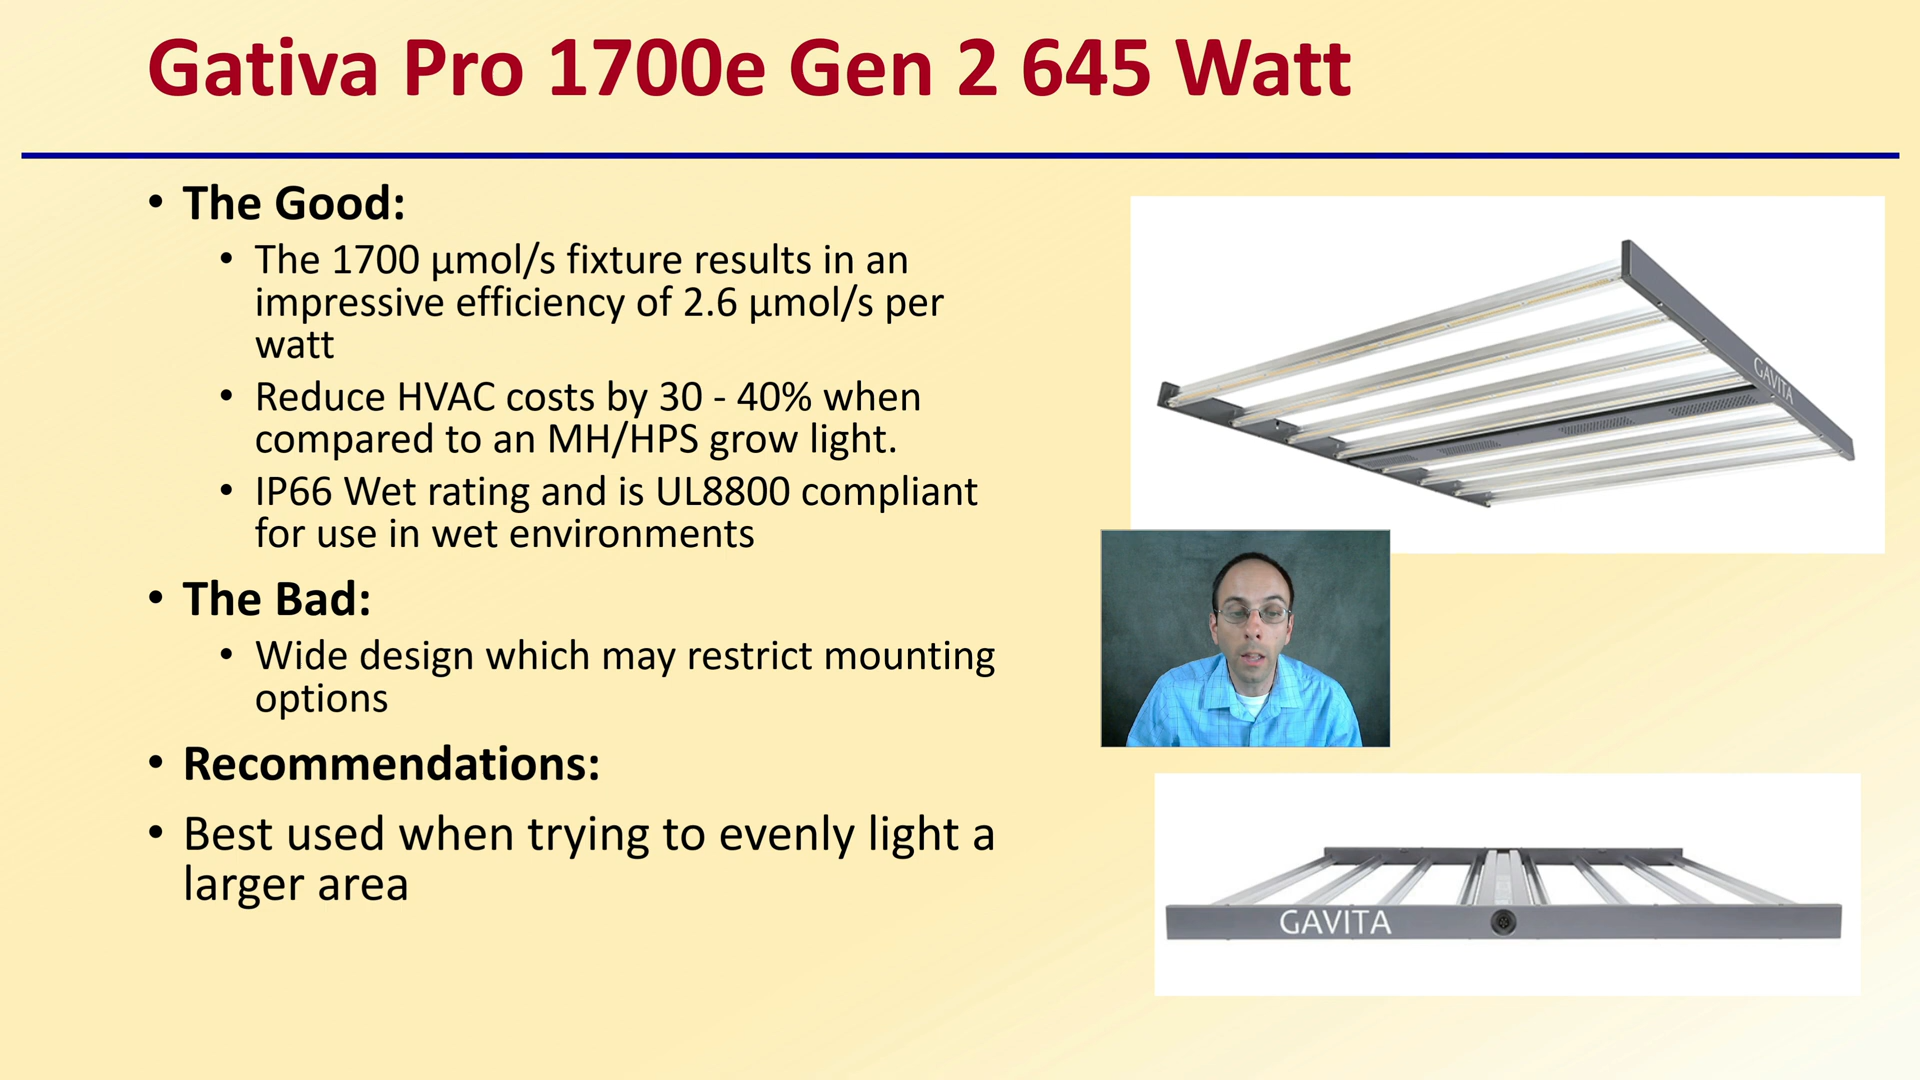 Gativa Pro 1700e Gen 2 645 Watt
• The Good:
• The 1700 µmol/s fixture results in an
impressive efficiency of 2.6 µmol/s per
watt
• Reduce HVAC costs by 30 - 40% when
compared to an MH/HPS grow light.
• IP66 Wet rating and is UL8800 compliant
for use in wet environments
• The Bad:
• Wide design which may restrict mounting
options
• Recommendations:
• Best used when trying to evenly light a
larger area
GAVITA
GAVITA